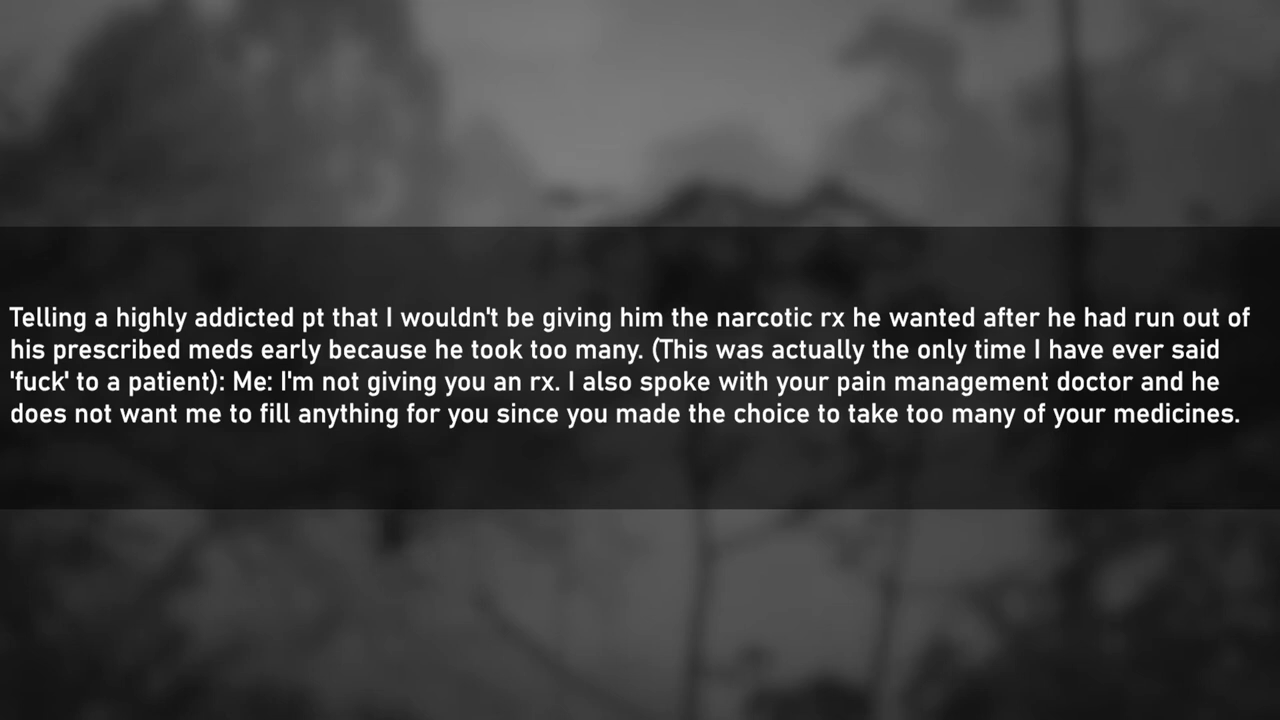 Telling a highly addicted pt that I wouldn't be giving him the narcotic rx he wanted after he had run out of
his prescribed meds early because he took too many. (This was actually the only time I have ever said
'fuck' to a patient): Me: I'm not giving you an rx. I also spoke with your pain management doctor and he
does not want me to fill anything for you since you made the choice to take too many of your medicines.